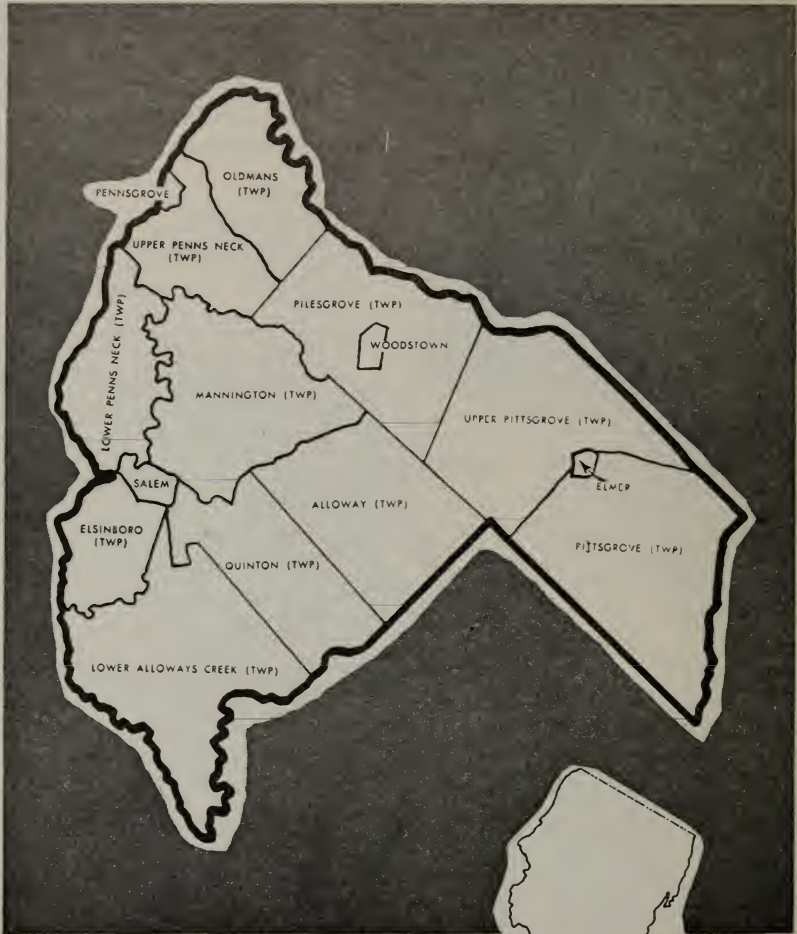 OLDMANS
(TWP)
PENNSGROVE
UPPER PENNS NECK
(TWP)
PILESGROVE (TWP)
LOWER PENNS NECK (TWP)
WOODSTOWN
MANNINGTON (TWP)
UPPER PITTSGROVE (TWP)
SALEM
ELMER
ALLOWAY (TWP)
ELSINBORO
(TWP)
PITTSGROVE (TWP)
QUINTON (TWP)
LOWER ALLOWAYS CREEK (TWP)